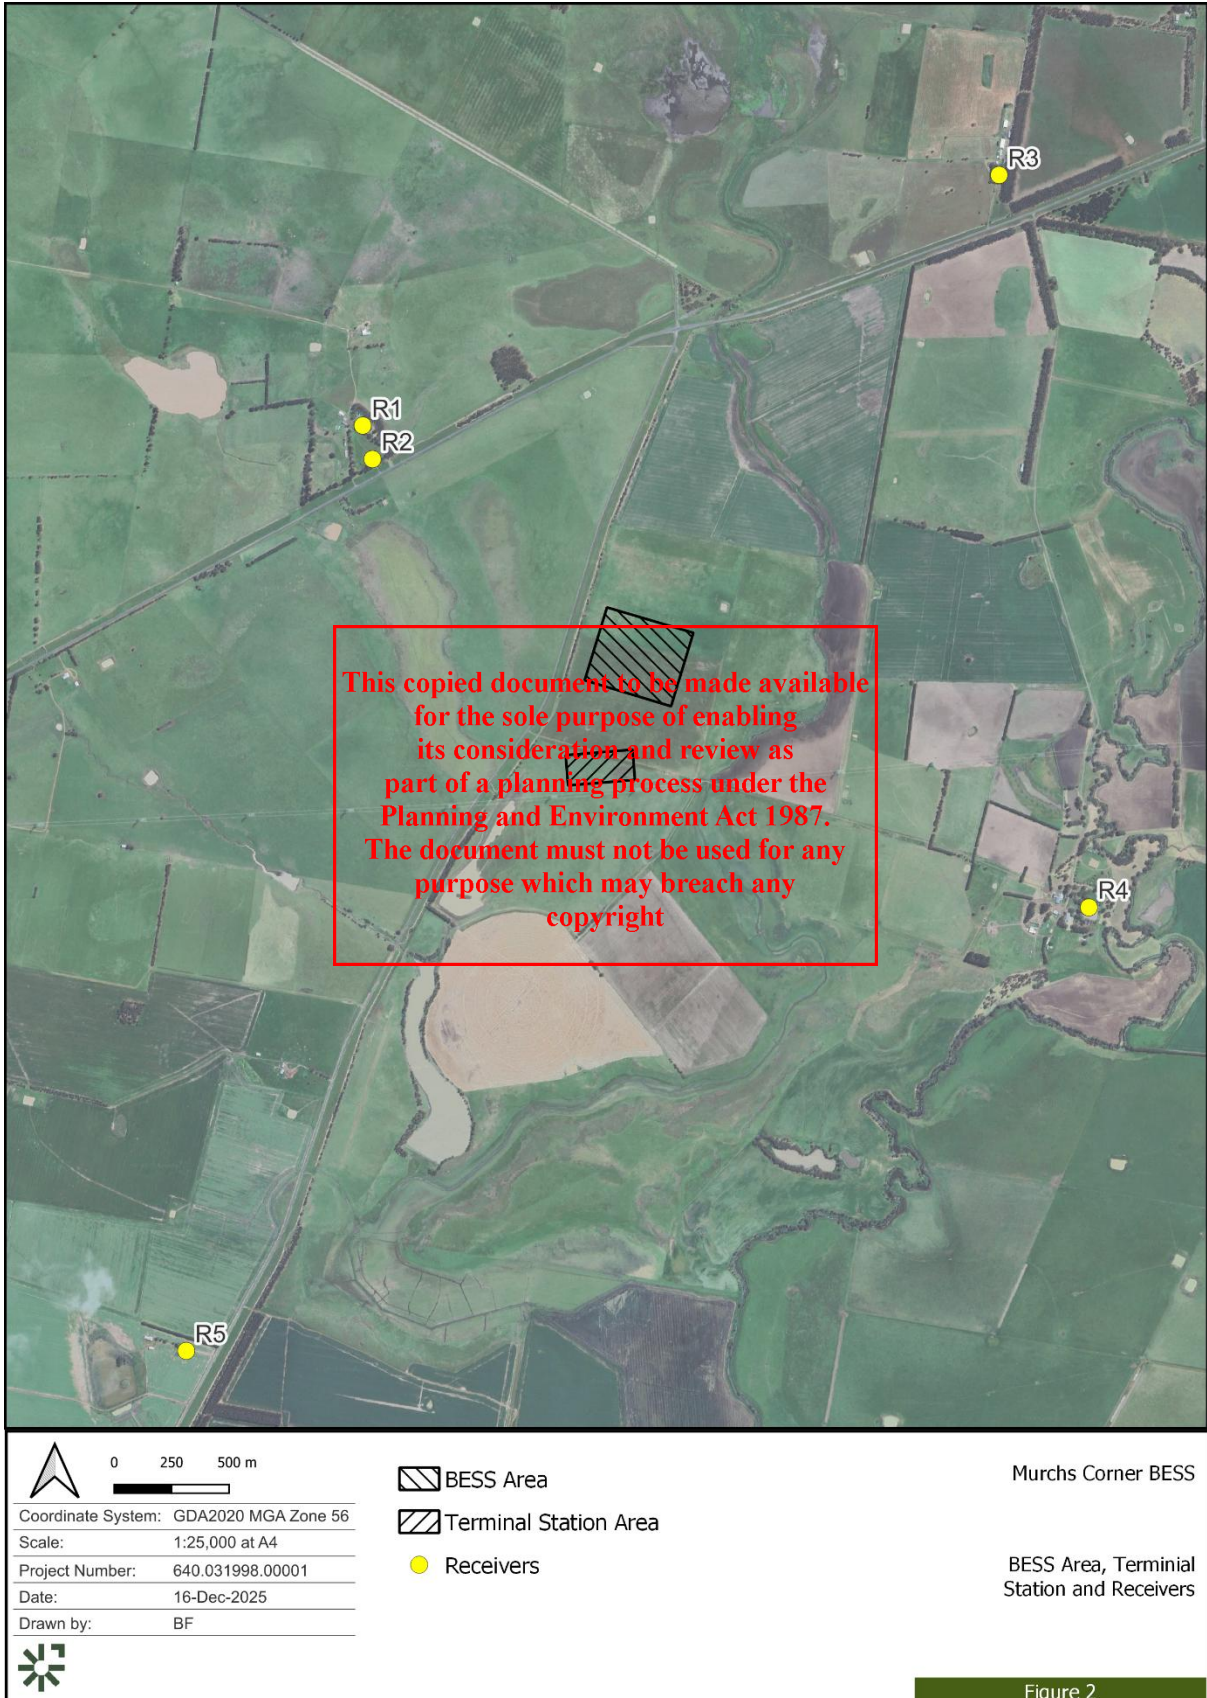 R3
R1
R2
This copied document to be made available
for the sole purpose of enabling
its consideration and review as
part of a planning process under the
Planning and Environment Act 1987.
The document must not be used for any
purpose which may breach any
copyright
R4
R5
0 250 500 m
Coordinate System: GDA2020 MGA Zone 56
Scale: 1:25,000 at A4
Project Number: 640.031998.00001
Date: 16-Dec-2025
Drawn by: BF
BESS Area
Terminal Station Area
Receivers
Murchs Corner BESS
BESS Area, Terminial
Station and Receivers
Figure 2